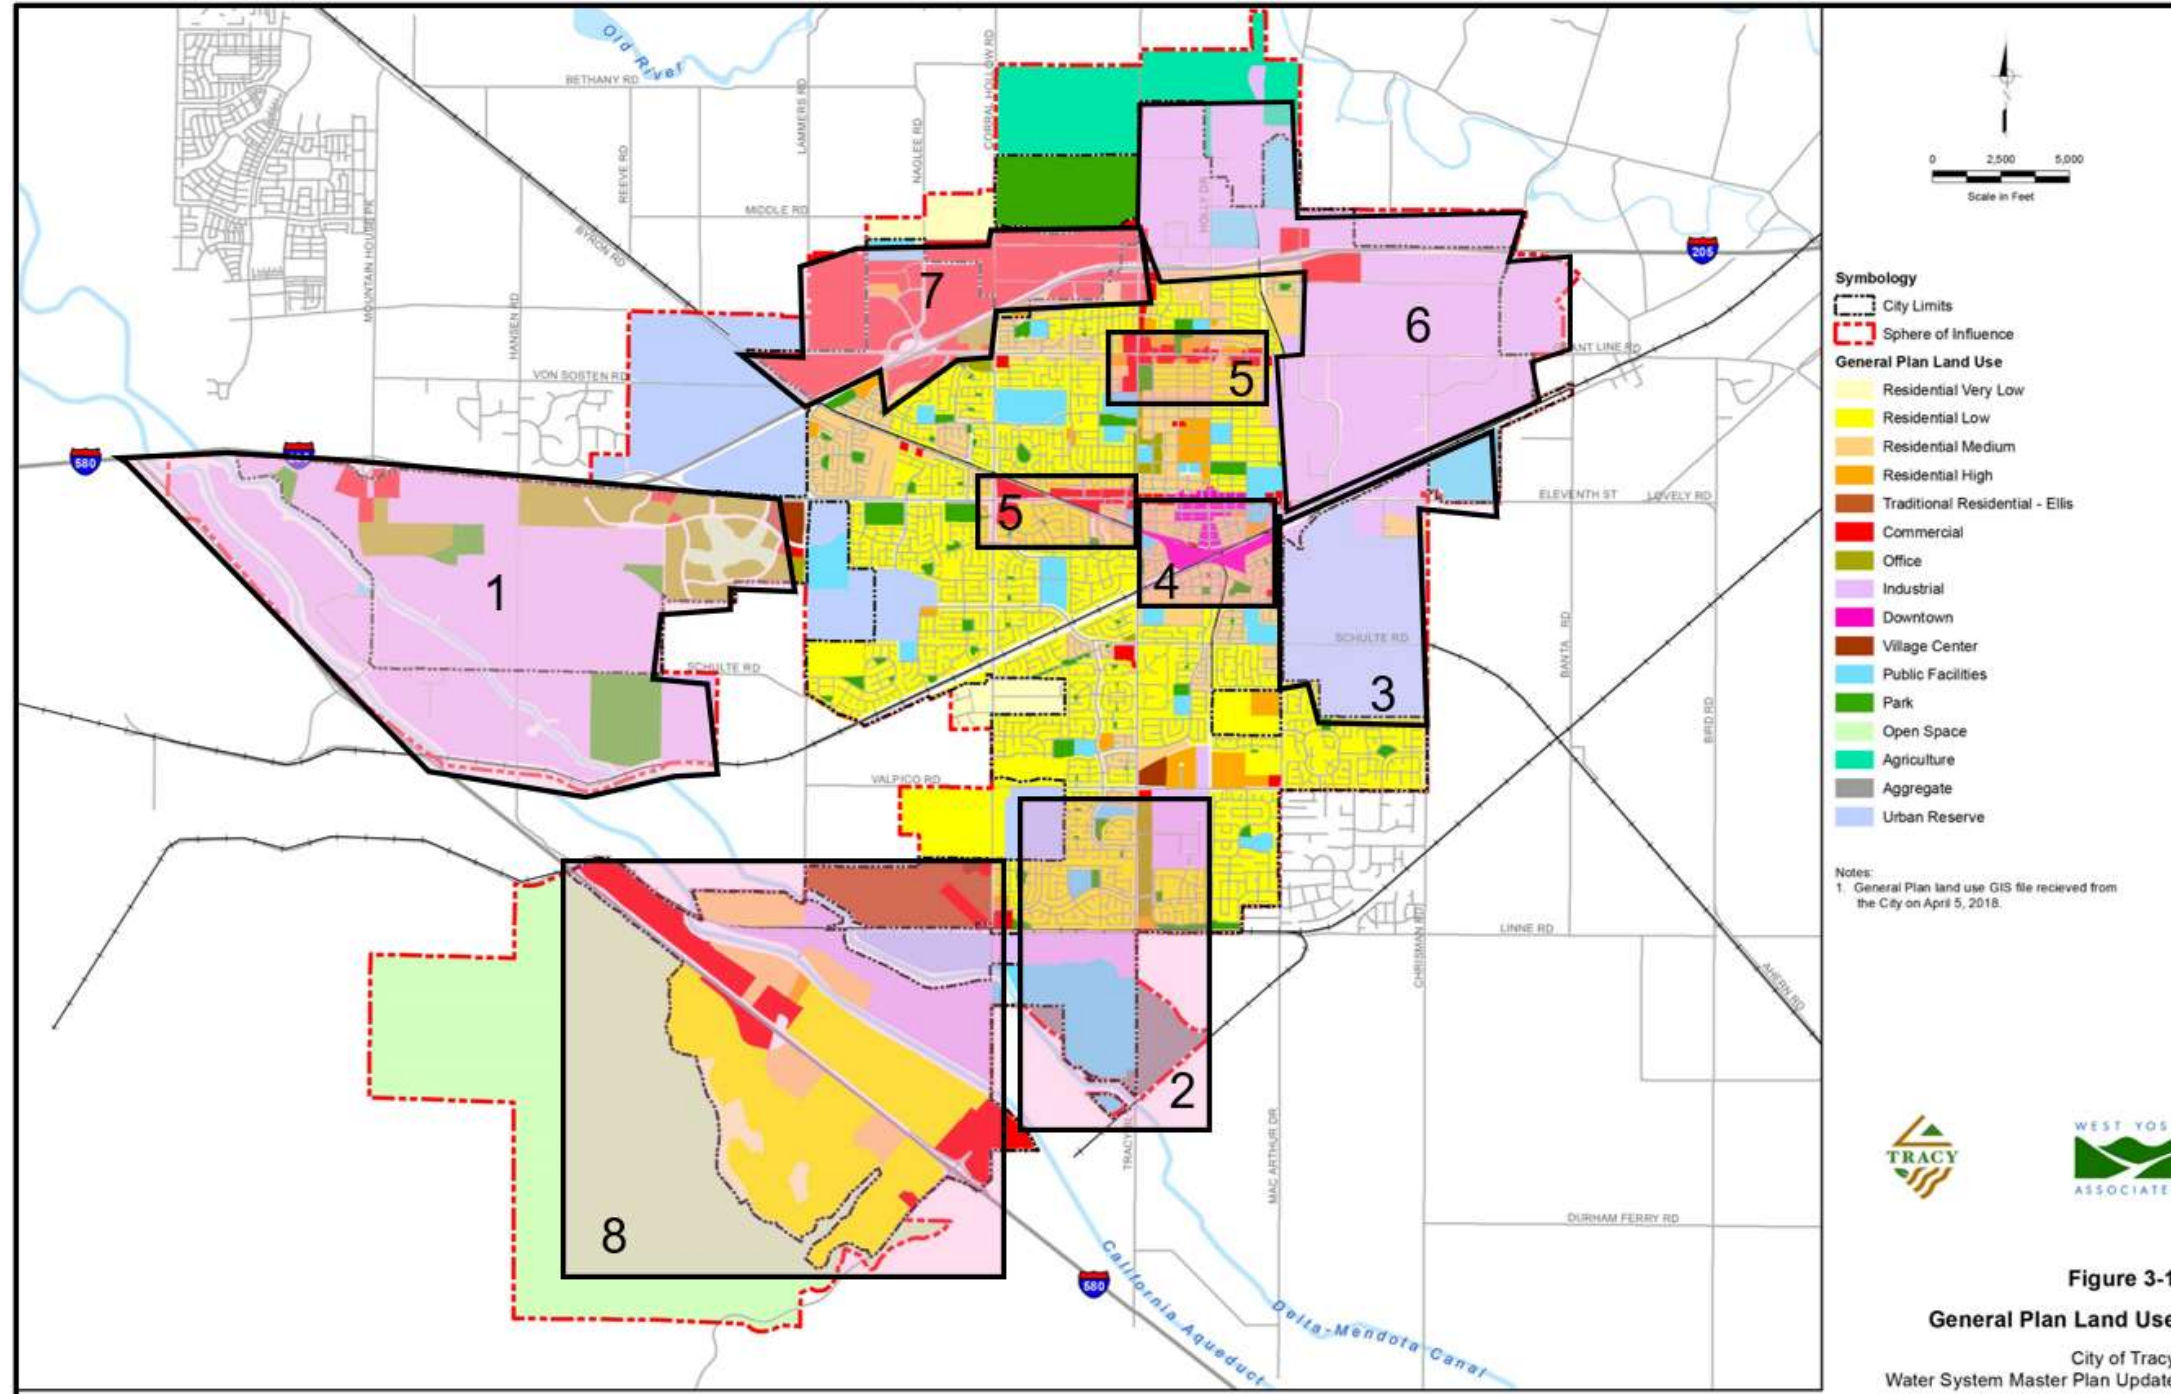 Old River
BETHANY RD
LAMMERS RD
CORRAL HOLLOW RD
NAGLEE RD
REEVE RD
MIDDLE RD
BYRON RD
HOLLY DR
MOUNTAIN HOUSE PK
HANSEN RD
VON SOSTEN RD
205
7
6
ANT LINE RD
5
580
ELEVENTH ST
LOVELY RD
5
4
1
SCHULTE RD
SCHULTE RD
BANTA RD
3
BIRD RD
VALPICO RD
LINNE RD
CHRISMAN RD
AHERN RD
2
TRACY BL
MAC ARTHUR DR
8
DURHAM FERRY RD
580
California Aqueduct
Delta-Mendota Canal
0 2,500 5,000
Scale in Feet
Symbology
City Limits
Sphere of Influence
General Plan Land Use
Residential Very Low
Residential Low
Residential Medium
Residential High
Traditional Residential - Ellis
Commercial
Office
Industrial
Downtown
Village Center
Public Facilities
Park
Open Space
Agriculture
Aggregate
Urban Reserve
Notes:
1. General Plan land use GIS file recieved from
the City on April 5, 2018.
TRACY
WEST YOS
ASSOCIATE
Figure 3-1
General Plan Land Use
City of Tracy
Water System Master Plan Update